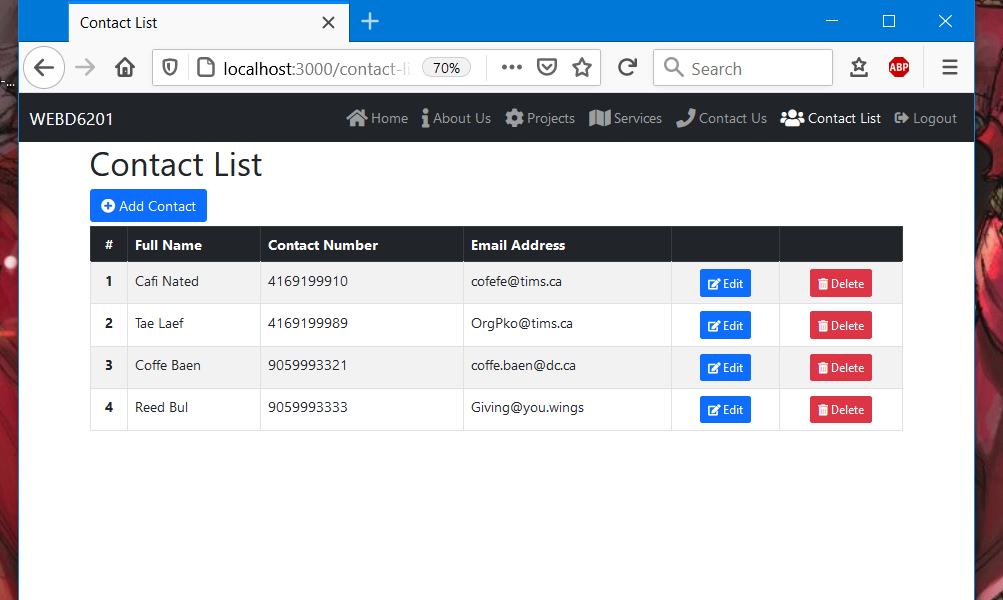 Contact List
-...
localhost:3000/contact-li 70% Search ABP
WEBD6201 Home About Us Projects Services Contact Us Contact List Logout
Contact List
Add Contact
# Full Name Contact Number Email Address
1 Cafi Nated 4169199910 cofefe@tims.ca Edit Delete
2 Tae Laef 4169199989 OrgPko@tims.ca Edit Delete
3 Coffe Baen 9059993321 coffe.baen@dc.ca Edit Delete
4 Reed Bul 9059993333 Giving@you.wings Edit Delete